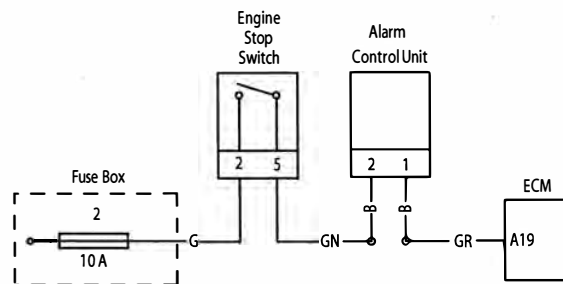 Engine
Stop
Switch
Alarm
Control Unit
2 5
2 1
Fuse Box
ECM
2
10 A
G
GN
B
B
GR
A19